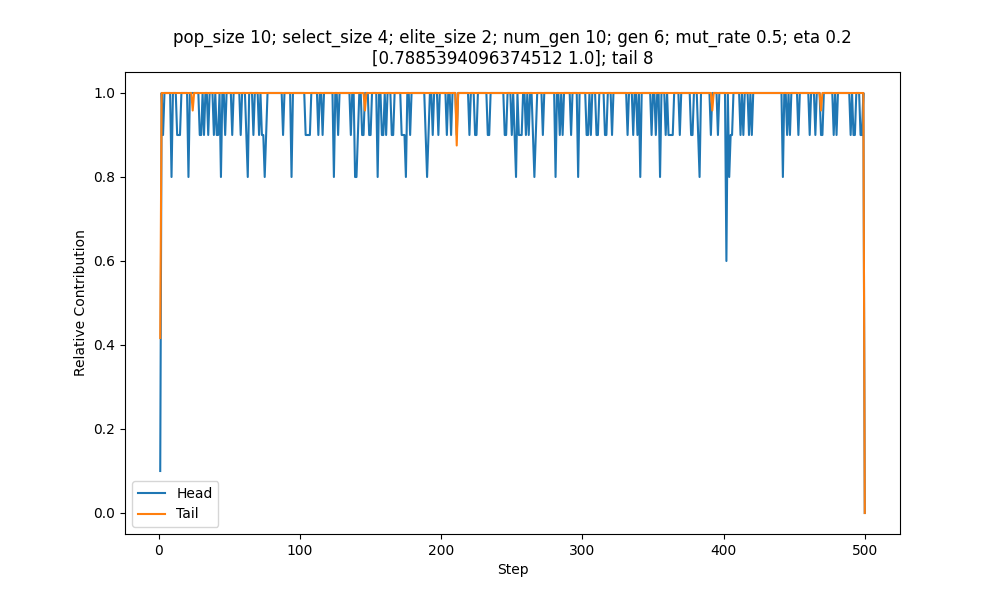 pop_size 10; select_size 4; elite_size 2; num_gen 10; gen 6; mut_rate 0.5; eta 0.2
[0.7885394096374512 1.0]; tail 8
1.0
0.8
0.6
0.4
0.2
0.0
Relative Contribution
Head
Tail
0
100
200
300
400
500
Step